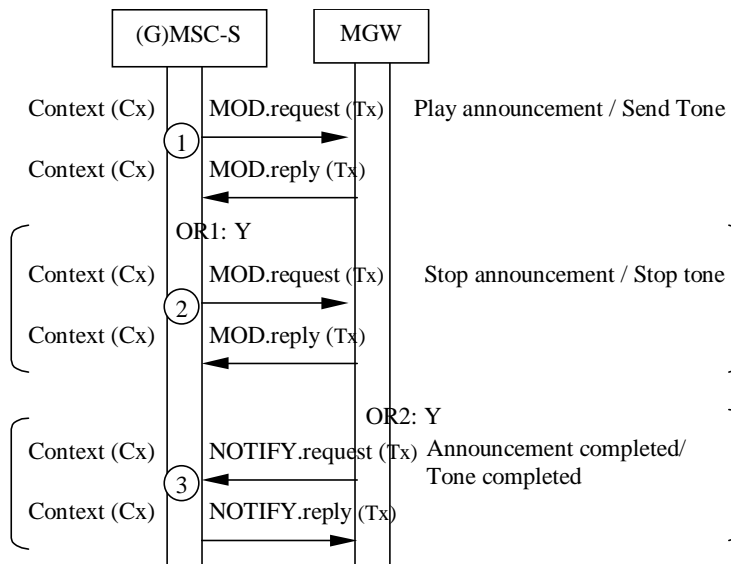 (G)MSC-S MGW
Context (Cx) MOD.request (Tx) Play announcement / Send Tone
1
Context (Cx) MOD.reply (Tx)
OR1: Y
Context (Cx) MOD.request (Tx) Stop announcement / Stop tone
2
Context (Cx) MOD.reply (Tx)
OR2: Y
Context (Cx) NOTIFY.request (Tx) Announcement completed/
3 Tone completed
Context (Cx) NOTIFY.reply (Tx)